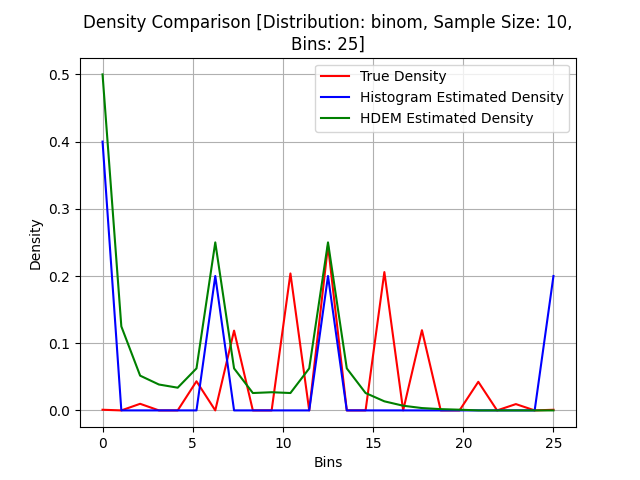 Density Comparison [Distribution: binom, Sample Size: 10,
Bins: 25]
True Density
Histogram Estimated Density
HDEM Estimated Density
Density
0.5
0.4
0.3
0.2
0.1
0.0
0 5 10 15 20 25
Bins